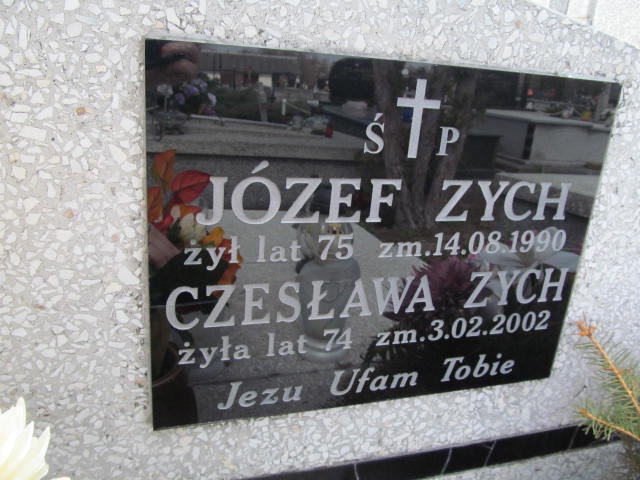 Ś P
JÓZEF ZYCH
żył lat 75 zm.14.08.1990
CZESŁAWA ZYCH
żyła lat 74 zm.3.02.2002
Jezu Ufam Tobie